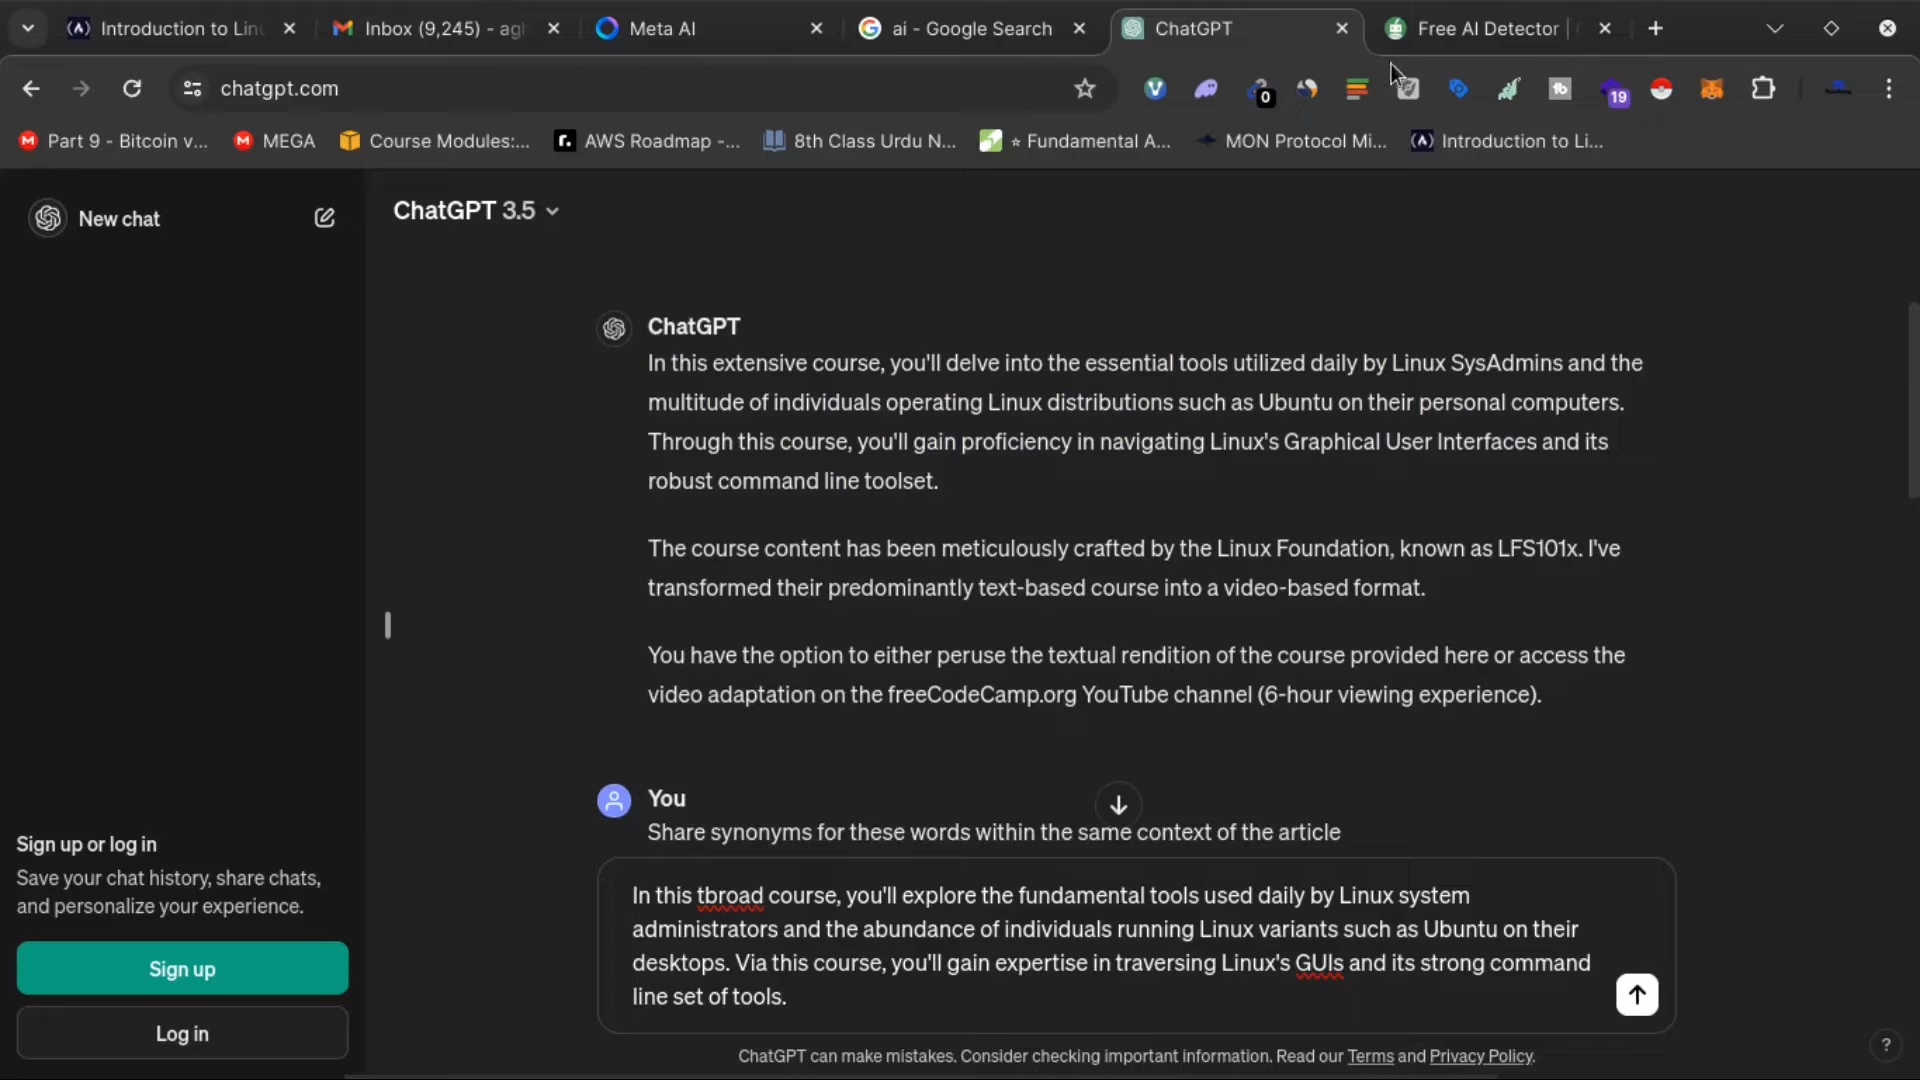 Introduction to Lin
Inbox (9,245) - agh
Meta AI
ai - Google Search
ChatGPT
Free AI Detector |
chatgpt.com
0
19
Part 9 - Bitcoin v...
MEGA
Course Modules:...
AWS Roadmap -...
8th Class Urdu N...
⭐ Fundamental A...
MON Protocol Mi...
Introduction to Li...
New chat
ChatGPT 3.5
ChatGPT
In this extensive course, you'll delve into the essential tools utilized daily by Linux SysAdmins and the
multitude of individuals operating Linux distributions such as Ubuntu on their personal computers.
Through this course, you'll gain proficiency in navigating Linux's Graphical User Interfaces and its
robust command line toolset.
The course content has been meticulously crafted by the Linux Foundation, known as LFS101x. I've
transformed their predominantly text-based course into a video-based format.
You have the option to either peruse the textual rendition of the course provided here or access the
video adaptation on the freeCodeCamp.org YouTube channel (6-hour viewing experience).
You
Share synonyms for these words within the same context of the article
In this tbroad course, you'll explore the fundamental tools used daily by Linux system
administrators and the abundance of individuals running Linux variants such as Ubuntu on their
desktops. Via this course, you'll gain expertise in traversing Linux's GUIs and its strong command
line set of tools.
Sign up or log in
Save your chat history, share chats,
and personalize your experience.
Sign up
Log in
ChatGPT can make mistakes. Consider checking important information. Read our Terms and Privacy Policy.
?